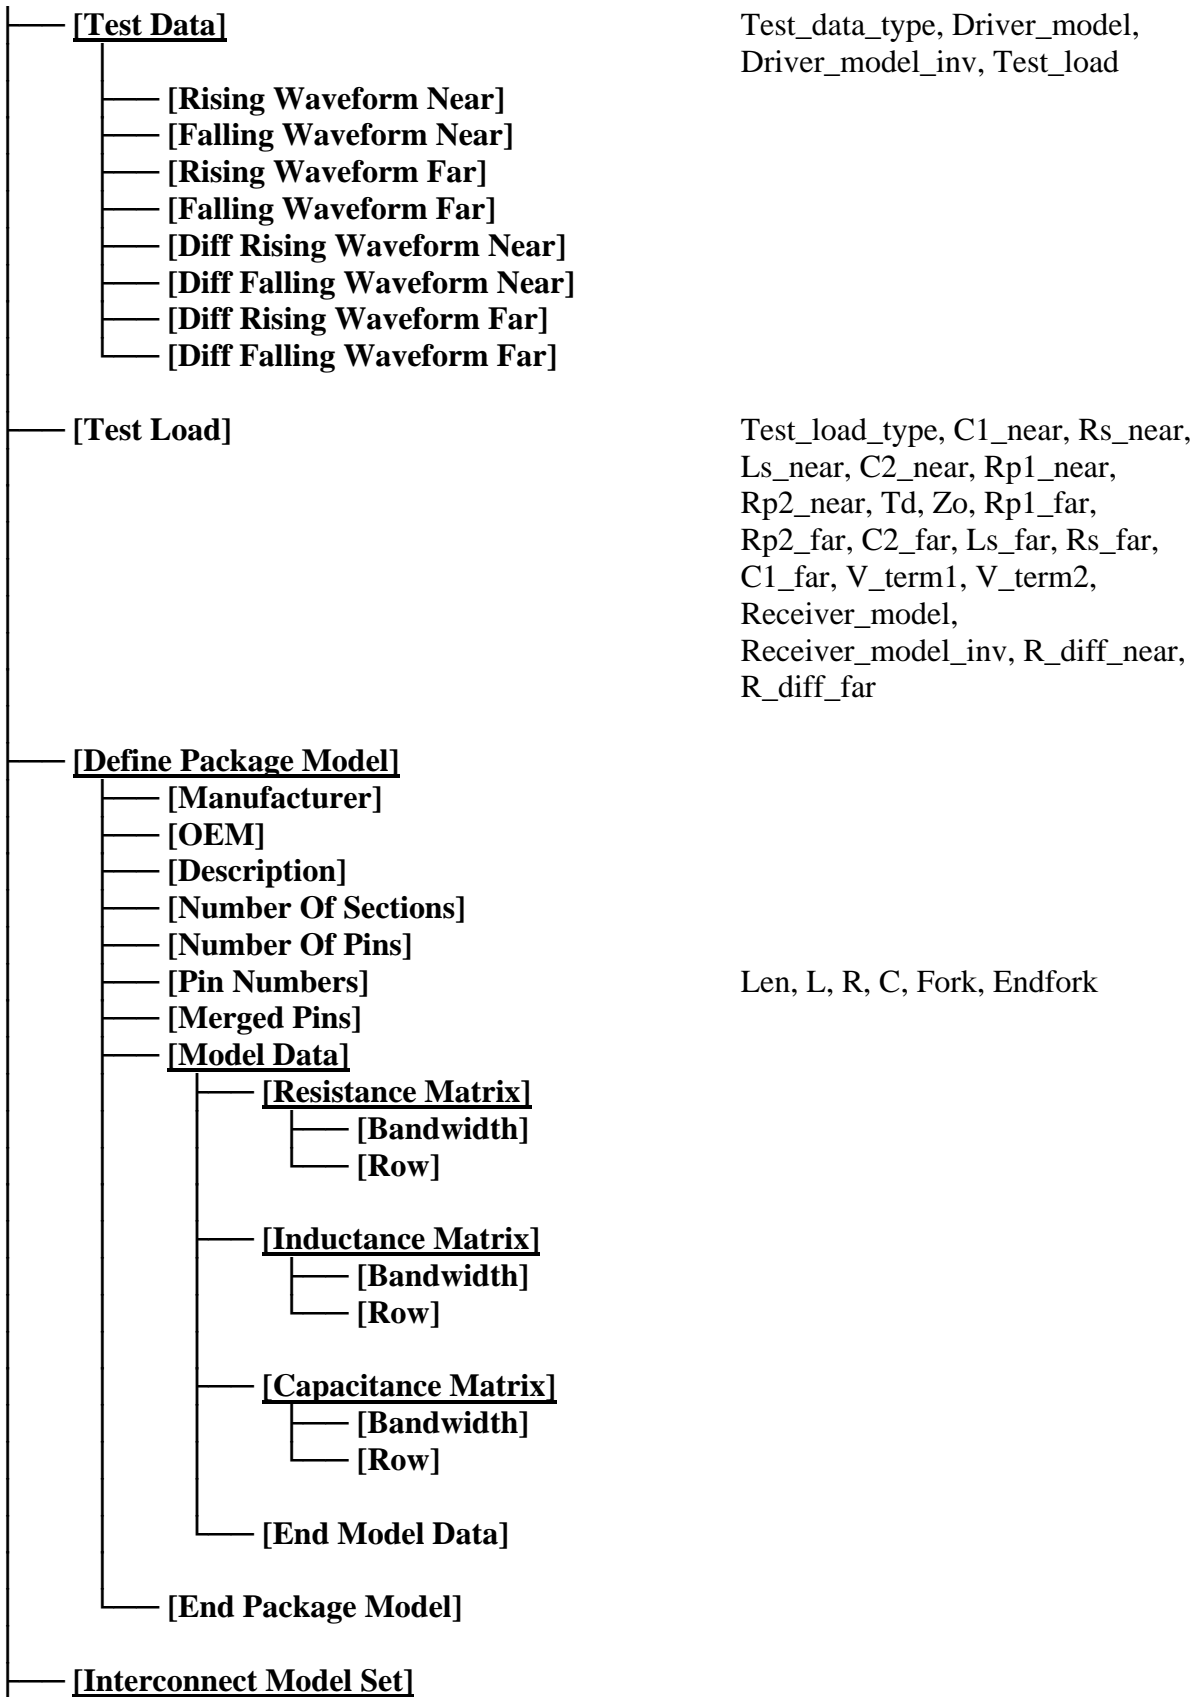 [Test Data] Test_data_type, Driver_model,
Driver_model_inv, Test_load
[Rising Waveform Near]
[Falling Waveform Near]
[Rising Waveform Far]
[Falling Waveform Far]
[Diff Rising Waveform Near]
[Diff Falling Waveform Near]
[Diff Rising Waveform Far]
[Diff Falling Waveform Far]
[Test Load] Test_load_type, C1_near, Rs_near,
Ls_near, C2_near, Rp1_near,
Rp2_near, Td, Zo, Rp1_far,
Rp2_far, C2_far, Ls_far, Rs_far,
C1_far, V_term1, V_term2,
Receiver_model,
Receiver_model_inv, R_diff_near,
R_diff_far
[Define Package Model]
[Manufacturer]
[OEM]
[Description]
[Number Of Sections]
[Number Of Pins]
[Pin Numbers] Len, L, R, C, Fork, Endfork
[Merged Pins]
[Model Data]
[Resistance Matrix]
[Bandwidth]
[Row]
[Inductance Matrix]
[Bandwidth]
[Row]
[Capacitance Matrix]
[Bandwidth]
[Row]
[End Model Data]
[End Package Model]
[Interconnect Model Set]